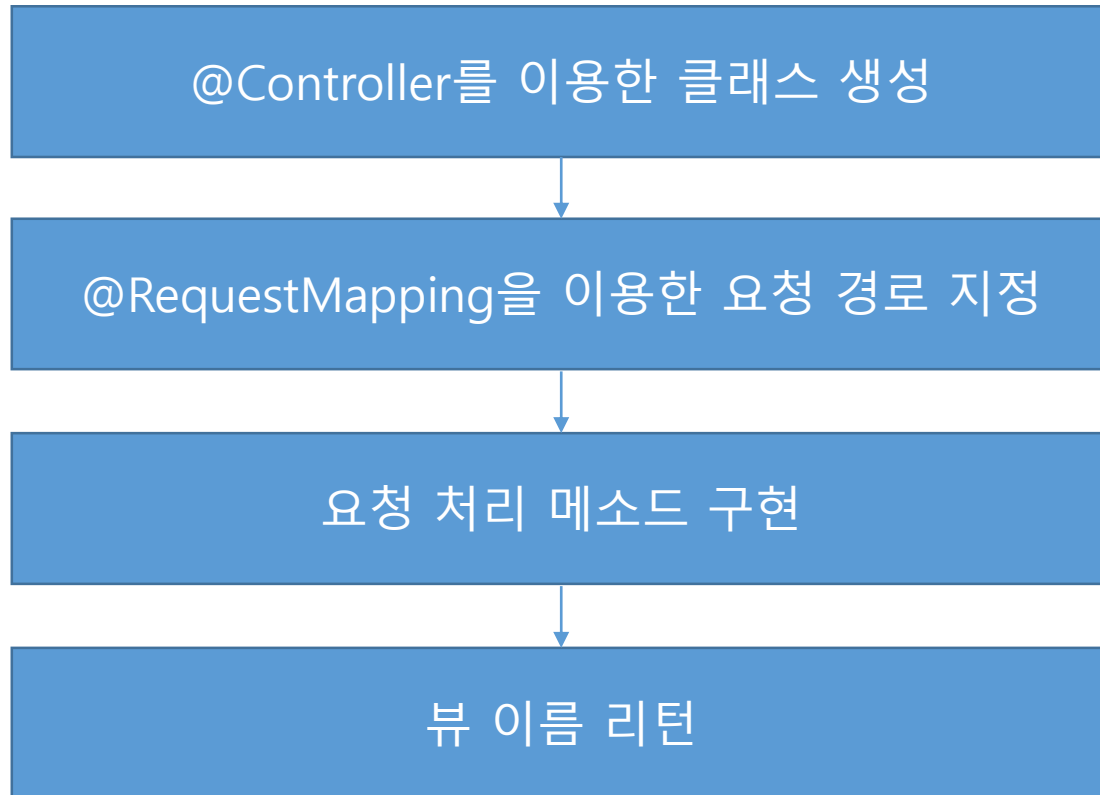 @Controller를 이용한 클래스 생성
@RequestMapping을 이용한 요청 경로 지정
요청 처리 메소드 구현
뷰 이름 리턴